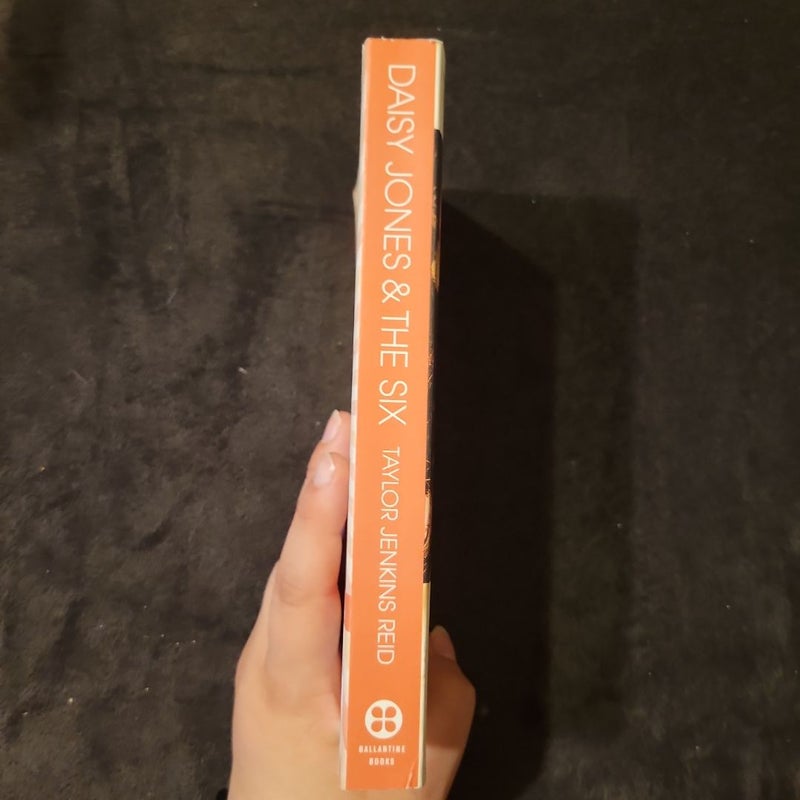 DAISY JONES & THE SIX
TAYLOR JENKINS REID
BALLANTINE
BOOKS